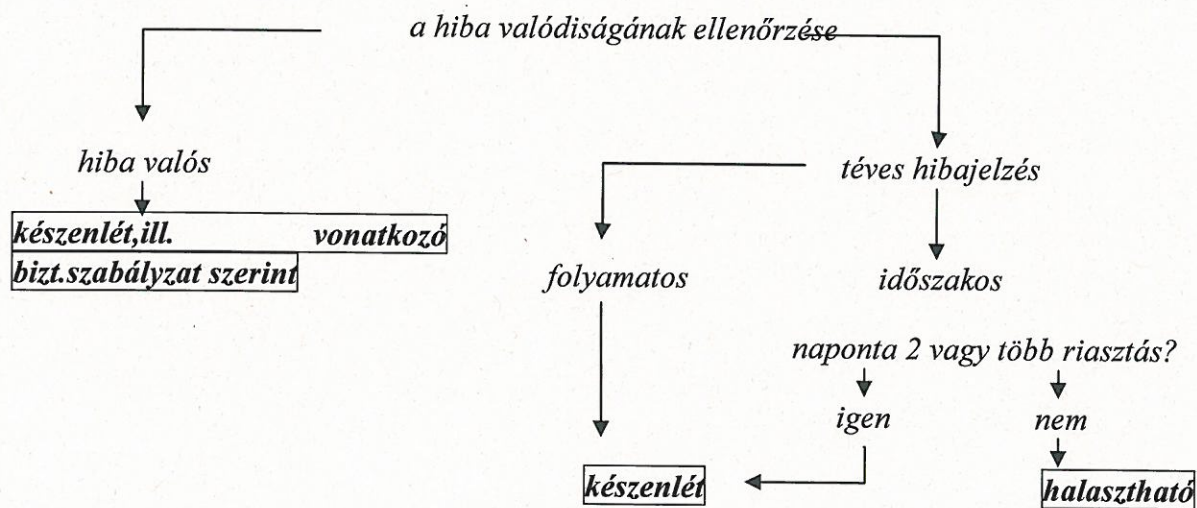 a hiba valódiságának ellenőrzése
hiba valós
téves hibajelzés
készenlét,ill. vonatkozó
bizt.szabályzat szerint
folyamatos
időszakos
naponta 2 vagy több riasztás?
igen
nem
készenlét
halasztható